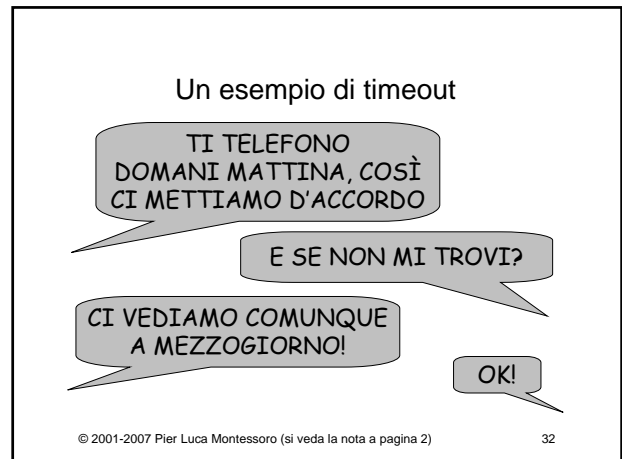 Un esempio di timeout
TI TELEFONO
DOMANI MATTINA, COSÌ
CI METTIAMO D'ACCORDO
E SE NON MI TROVI?
CI VEDIAMO COMUNQUE
A MEZZOGIORNO!
OK!
© 2001-2007 Pier Luca Montessoro (si veda la nota a pagina 2)
32